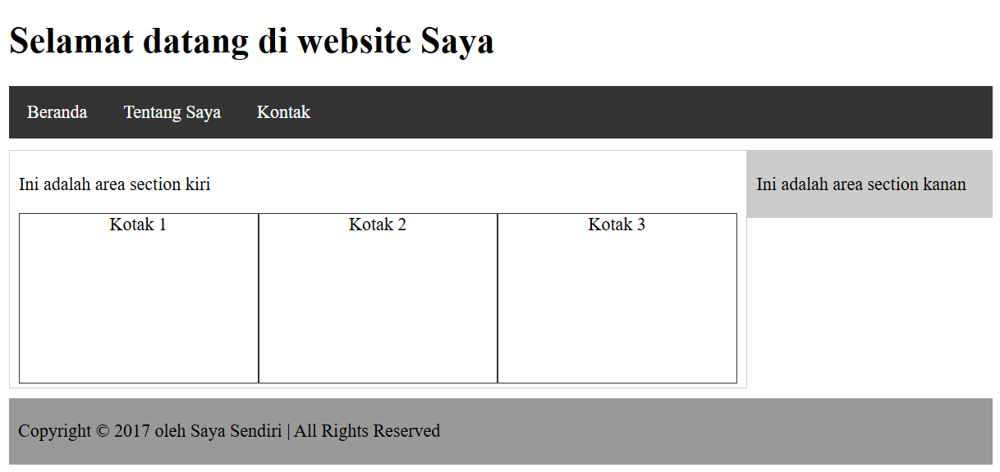 Selamat datang di website Saya
Beranda Tentang Saya Kontak
Ini adalah area section kiri
Ini adalah area section kanan
Kotak 1 Kotak 2 Kotak 3
Copyright © 2017 oleh Saya Sendiri | All Rights Reserved